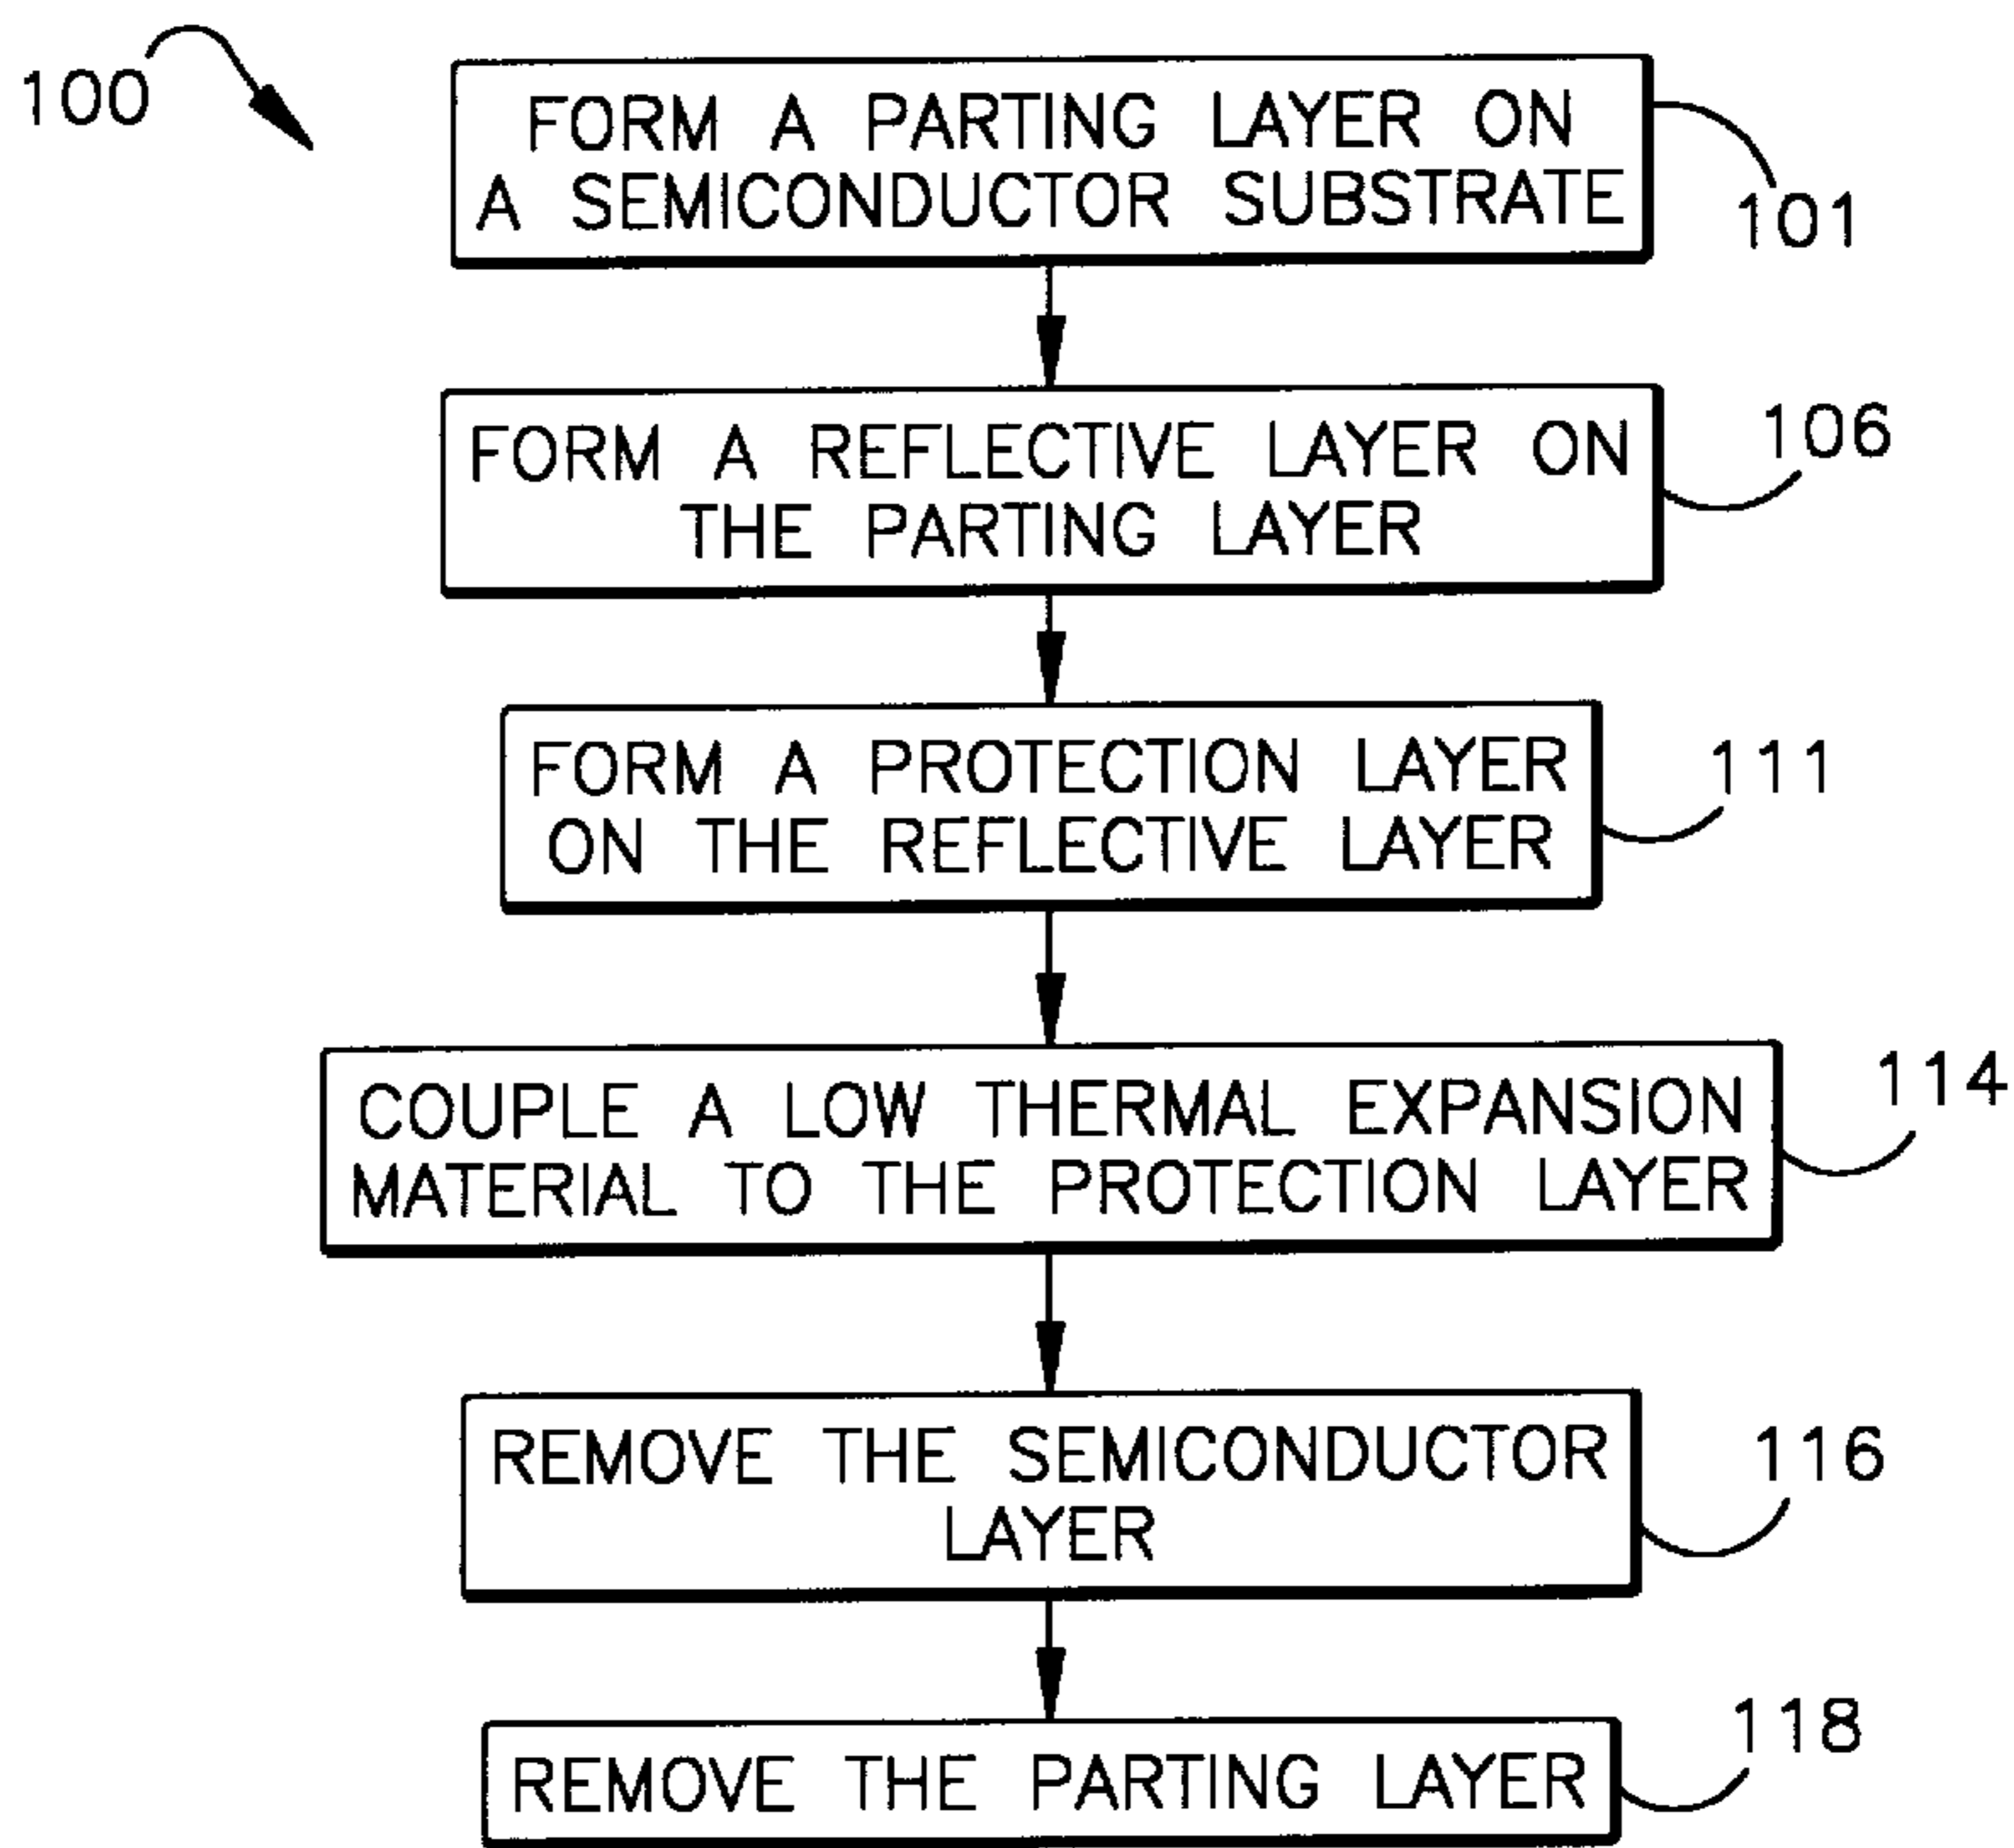 100
FORM A PARTING LAYER ON
A SEMICONDUCTOR SUBSTRATE
101
FORM A REFLECTIVE LAYER ON
THE PARTING LAYER
106
FORM A PROTECTION LAYER
ON THE REFLECTIVE LAYER
111
COUPLE A LOW THERMAL EXPANSION
MATERIAL TO THE PROTECTION LAYER
114
REMOVE THE SEMICONDUCTOR
LAYER
116
REMOVE THE PARTING LAYER
118